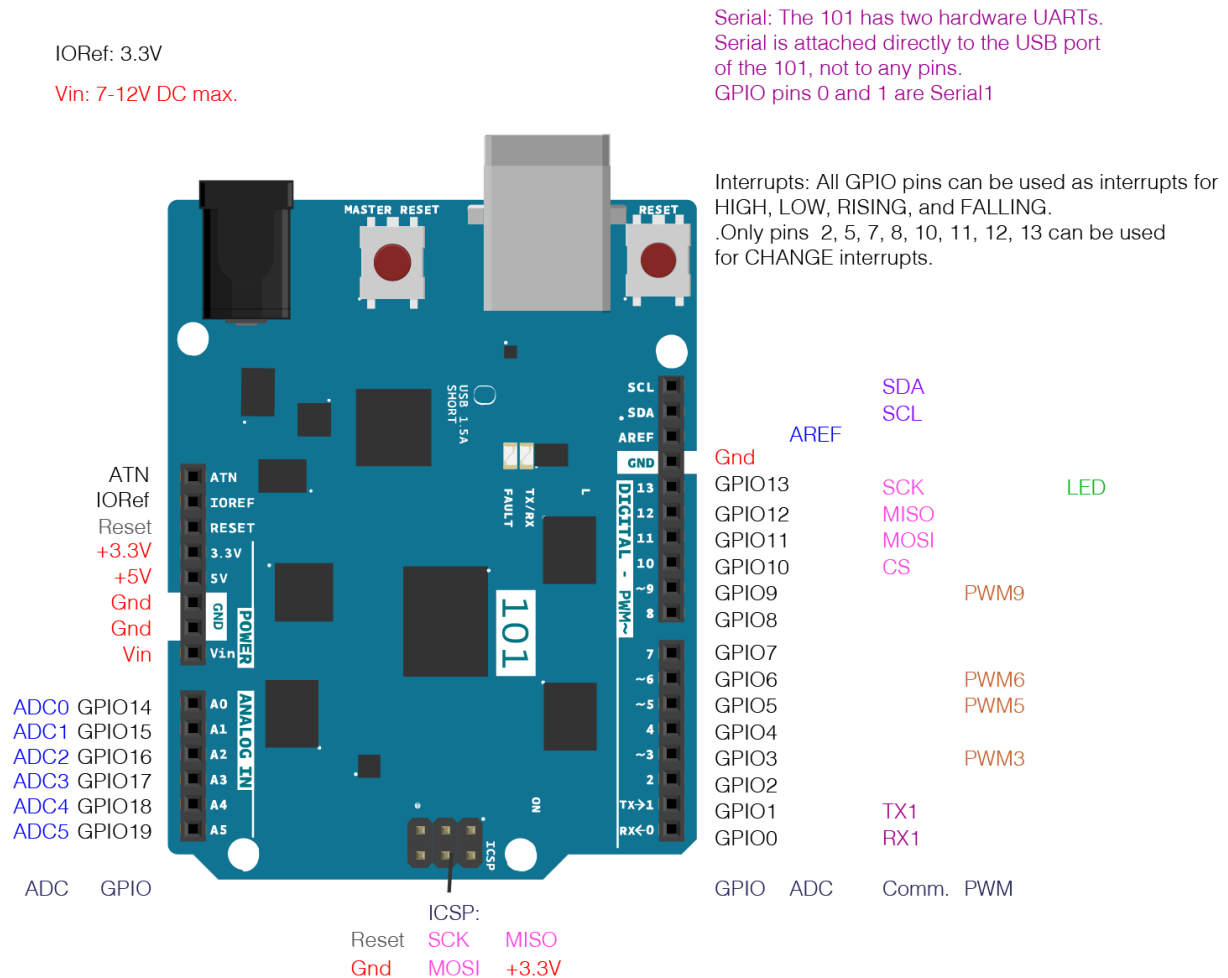 IORef: 3.3V
Vin: 7-12V DC max.
Serial: The 101 has two hardware UARTs.
Serial is attached directly to the USB port
of the 101, not to any pins.
GPIO pins 0 and 1 are Serial1
Interrupts: All GPIO pins can be used as interrupts for
HIGH, LOW, RISING, and FALLING.
.Only pins  2, 5, 7, 8, 10, 11, 12, 13 can be used
for CHANGE interrupts.
MASTER RESET
RESET
USB 1.5A
SHORT
TX/RX
FAULT
L
101
ON
ICSP
ATN
IORef
Reset
+3.3V
+5V
Gnd
Gnd
Vin
ADC0 GPIO14
ADC1 GPIO15
ADC2 GPIO16
ADC3 GPIO17
ADC4 GPIO18
ADC5 GPIO19
ADC GPIO
ATN
IOREF
RESET
3.3V
5V
GND
Vin
POWER
A0
A1
A2
A3
A4
A5
ANALOG IN
SCL
SDA
AREF
GND
13
12
11
10
~9
8
7
~6
~5
4
~3
2
TX→1
RX←0
DIGITAL - PWM~
SDA
SCL
AREF
Gnd
GPIO13 SCK LED
GPIO12 MISO
GPIO11 MOSI
GPIO10 CS
GPIO9 PWM9
GPIO8
GPIO7
GPIO6 PWM6
GPIO5 PWM5
GPIO4
GPIO3 PWM3
GPIO2
GPIO1 TX1
GPIO0 RX1
GPIO ADC Comm. PWM
ICSP:
Reset SCK MISO
Gnd MOSI +3.3V